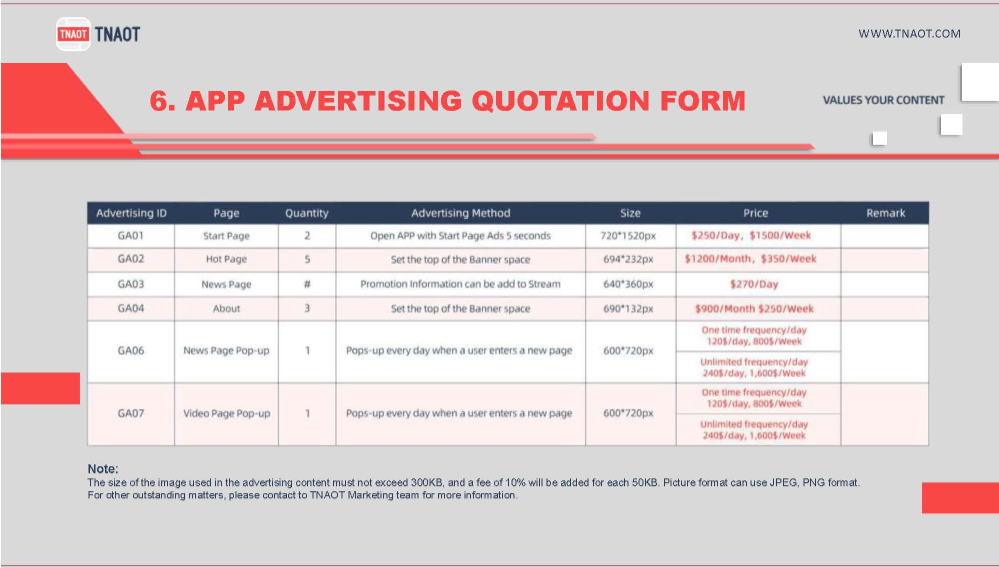 TNAOT TNAOT
WWW.TNAOT.COM
6. APP ADVERTISING QUOTATION FORM
VALUES YOUR CONTENT
Advertising ID Page Quantity Advertising Method Size Price Remark
GA01 Start Page 2 Open APP with Start Page Ads 5 seconds 720*1520px $250/Day, $1500/Week
GA02 Hot Page 5 Set the top of the Banner space 694*232px $1200/Month, $350/Week
GA03 News Page # Promotion Information can be add to Stream 640*360px $270/Day
GA04 About 3 Set the top of the Banner space 690*132px $900/Month $250/Week
GA06 News Page Pop-up 1 Pops-up every day when a user enters a new page 600*720px
One time frequency/day
120$/day, 800$/Week
Unlimited frequency/day
240$/day, 1,600$/Week
GA07 Video Page Pop-up 1 Pops-up every day when a user enters a new page 600*720px
One time frequency/day
120$/day, 800$/Week
Unlimited frequency/day
240$/day, 1,600$/Week
Note:
The size of the image used in the advertising content must not exceed 300KB, and a fee of 10% will be added for each 50KB. Picture format can use JPEG, PNG format.
For other outstanding matters, please contact to TNAOT Marketing team for more information.